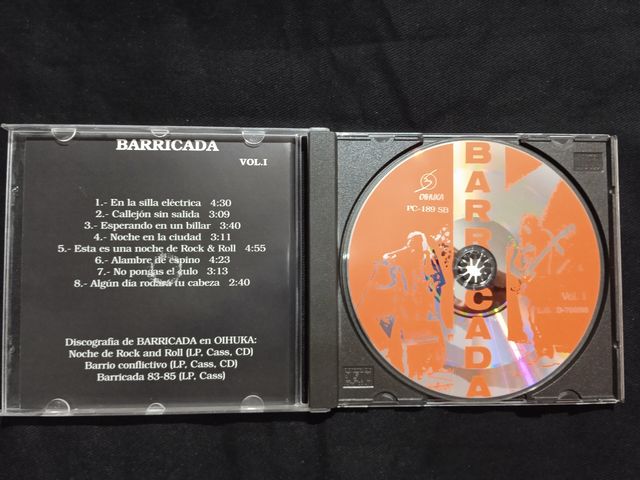 BARRICADA
VOL.I
1.- En la silla eléctrica 4:30
2.- Callejón sin salida 3:09
3.- Esperando en un billar 3:40
4.- Noche en la ciudad 3:11
5.- Esta es una noche de Rock & Roll 4:55
6.- Alambre de espino 4:23
7.- No pongas el culo 3:13
8.- Algún día rodará tu cabeza 2:40
Discografia de BARRICADA en OIHUKA:
Noche de Rock and Roll (LP, Cass, CD)
Barrio conflictivo (LP, Cass, CD)
Barricada 83-85 (LP, Cass)
OIHUKA
PC-189 SB
BARRICADA
Vol. I